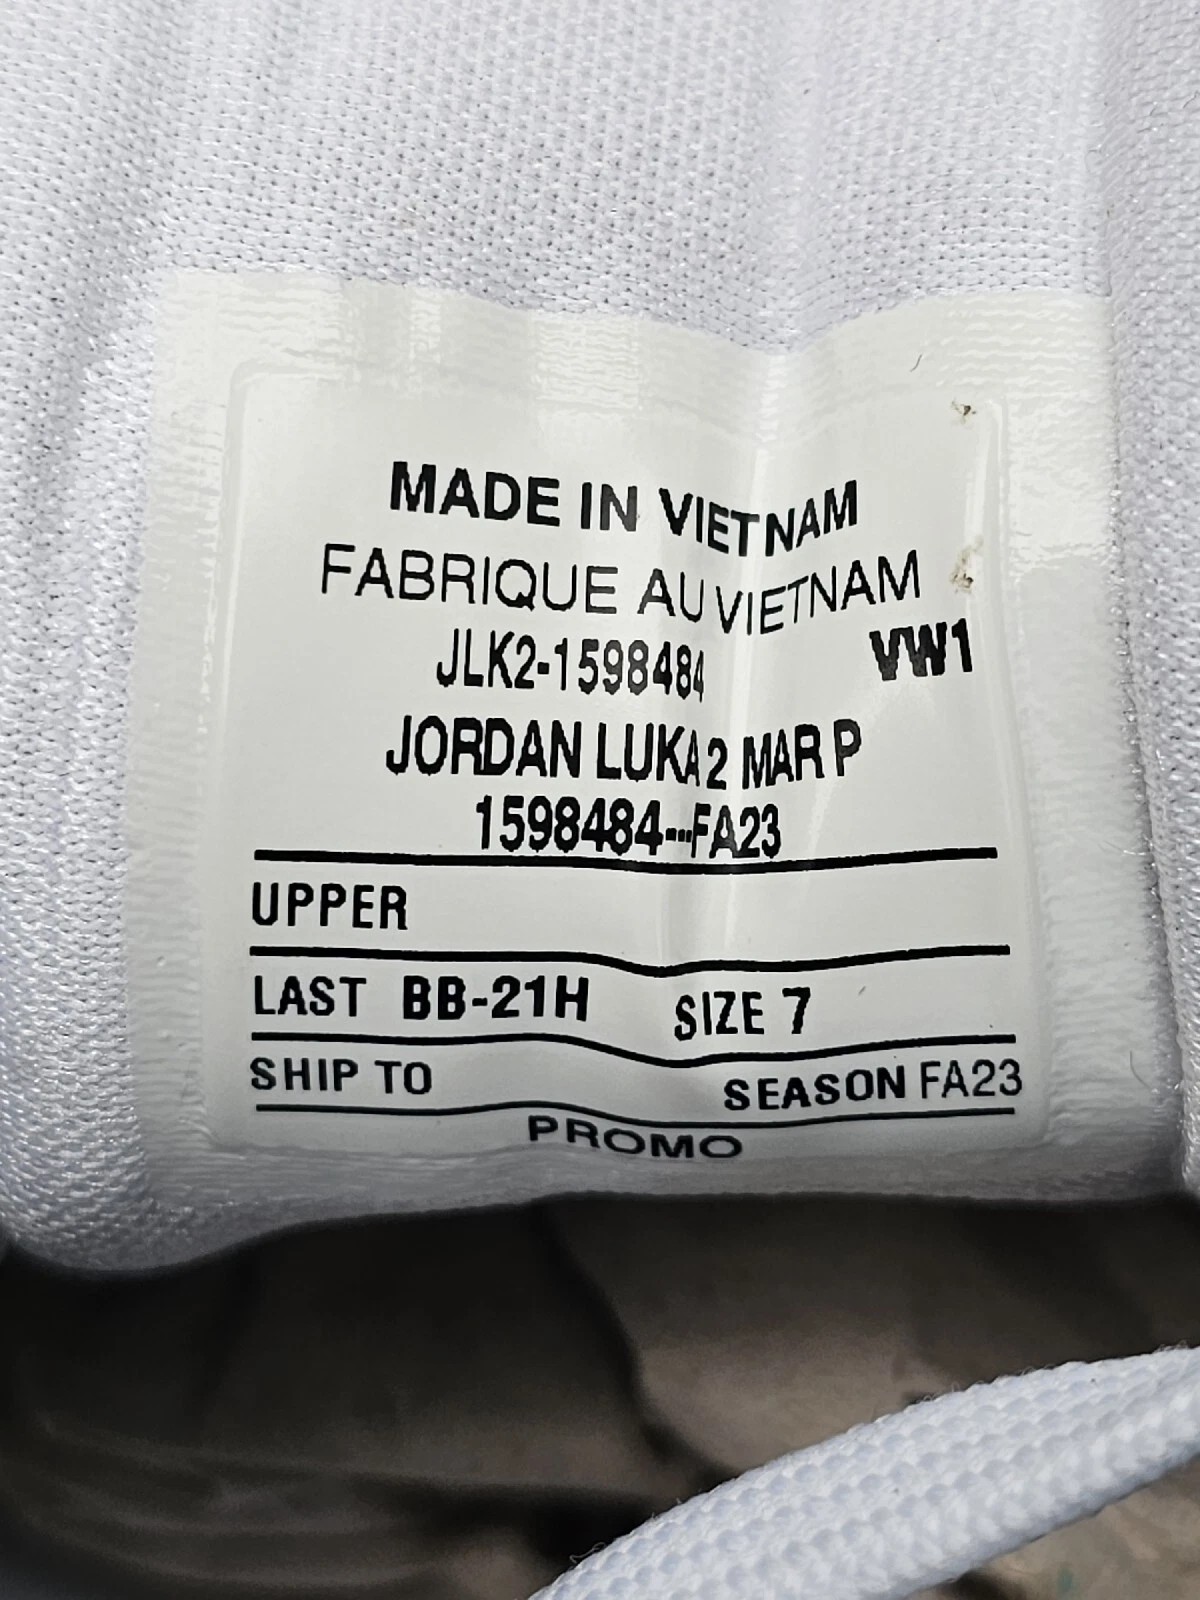 MADE IN VIETNAM
FABRIQUE AU VIETNAM
JLK2-1598484 VW1
JORDAN LUKA 2 MAR P
1598484---FA23
UPPER
LAST BB-21H SIZE 7
SHIP TO SEASON FA23
PROMO